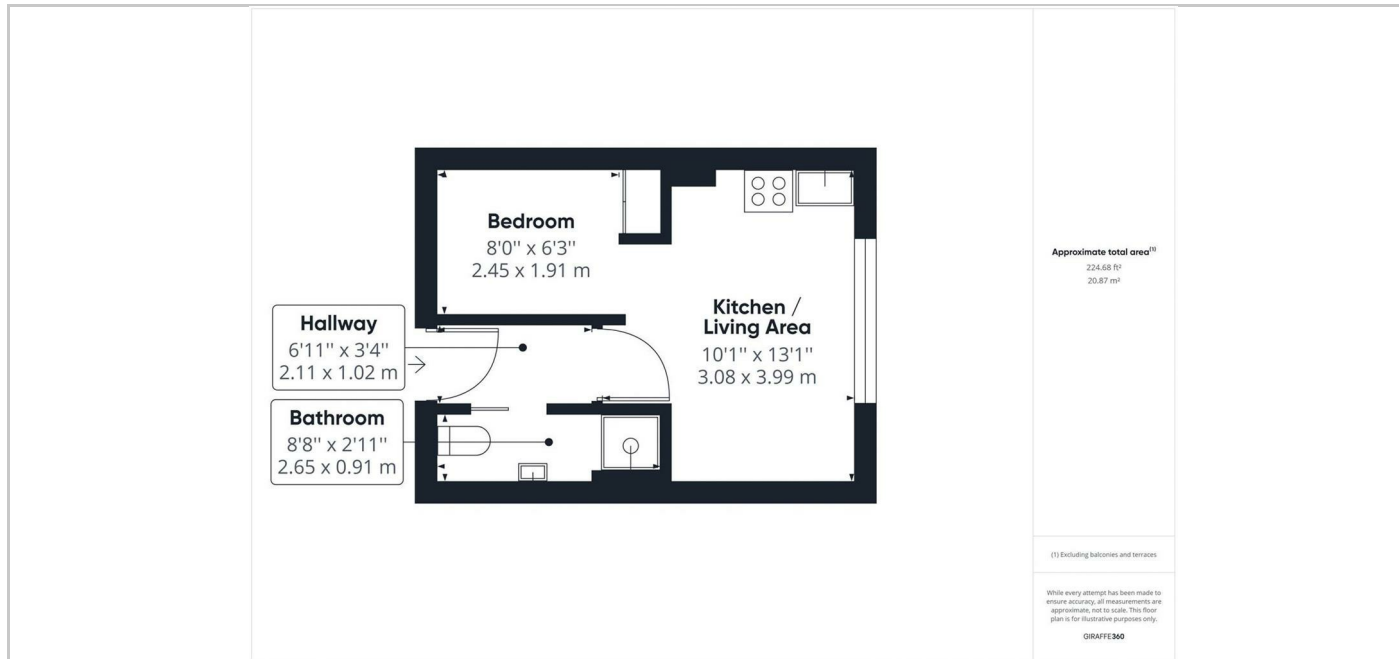 Bedroom
8'0'' x 6'3''
2.45 x 1.91 m
Hallway
6'11'' x 3'4''
2.11 x 1.02 m
Kitchen /
Living Area
10'1'' x 13'1''
3.08 x 3.99 m
Bathroom
8'8'' x 2'11''
2.65 x 0.91 m
Approximate total area(1)
224.68 ft²
20.87 m²
(1) Excluding balconies and terraces
While every attempt has been made to
ensure accuracy, all measurements are
approximate, not to scale. This floor
plan is for illustrative purposes only.
GIRAFFE360